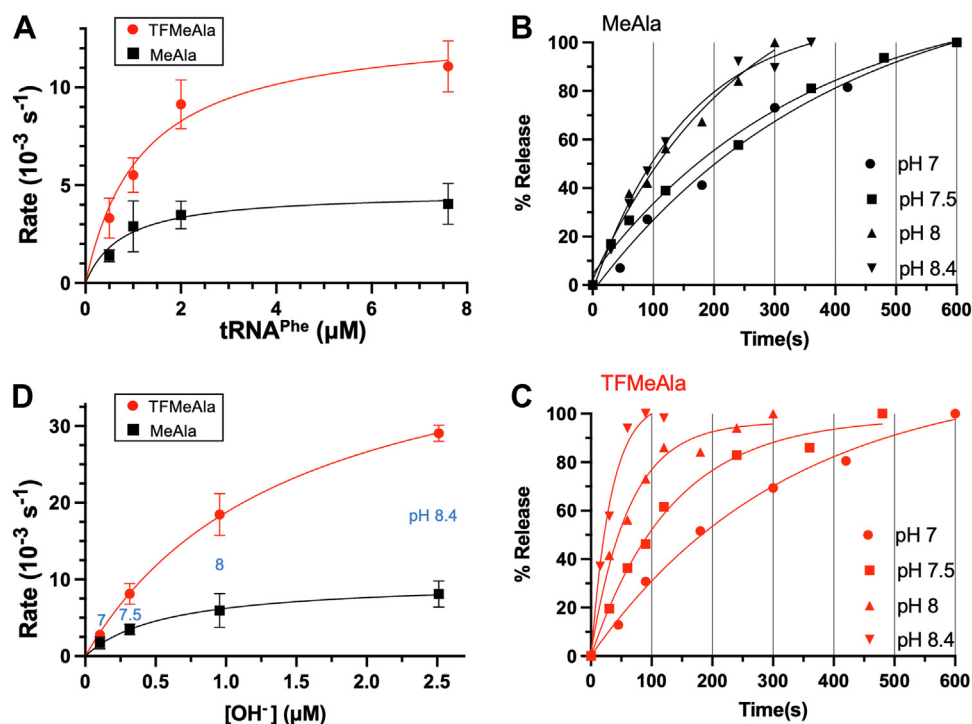 A
TFMeAla
MeAla
Rate (10⁻³ s⁻¹)
10
5
0
0 2 4 6 8
tRNAᴾʰᵉ (µM)
B
MeAla
% Release
100
80
60
40
20
0
pH 7
pH 7.5
pH 8
pH 8.4
0 100 200 300 400 500 600
Time(s)
D
TFMeAla
MeAla
Rate (10⁻³ s⁻¹)
30
20
10
0
7
7.5
8
pH 8.4
0.0 0.5 1.0 1.5 2.0 2.5
[OH⁻] (µM)
TFMeAla
C
% Release
100
80
60
40
20
0
pH 7
pH 7.5
pH 8
pH 8.4
0 100 200 300 400 500 600
Time(s)